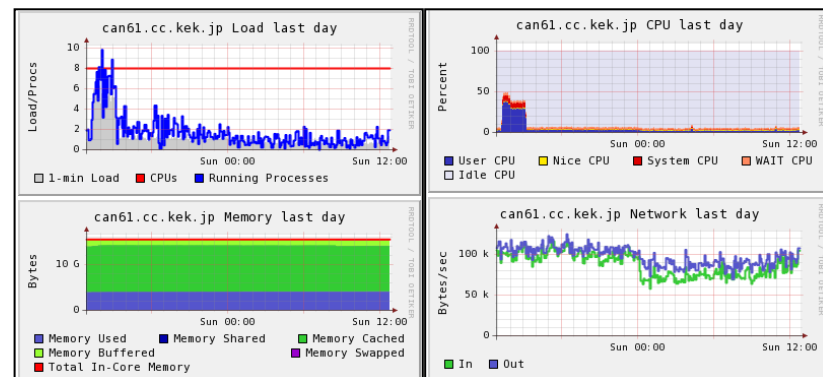 can61.cc.kek.jp Load last day
RRDTOOL / TOBI OETIKER
Load/Procs
10
8
6
4
2
0
Sun 00:00 Sun 12:00
1-min Load CPUs Running Processes
can61.cc.kek.jp CPU last day
RRDTOOL / TOBI OETIKER
Percent
100
50
0
Sun 00:00 Sun 12:00
User CPU Nice CPU System CPU WAIT CPU
Idle CPU
can61.cc.kek.jp Memory last day
RRDTOOL / TOBI OETIKER
Bytes
10 G
0
Sun 00:00 Sun 12:00
Memory Used Memory Shared Memory Cached
Memory Buffered Memory Swapped
Total In-Core Memory
can61.cc.kek.jp Network last day
RRDTOOL / TOBI OETIKER
Bytes/sec
100 k
50 k
0
Sun 00:00 Sun 12:00
In Out